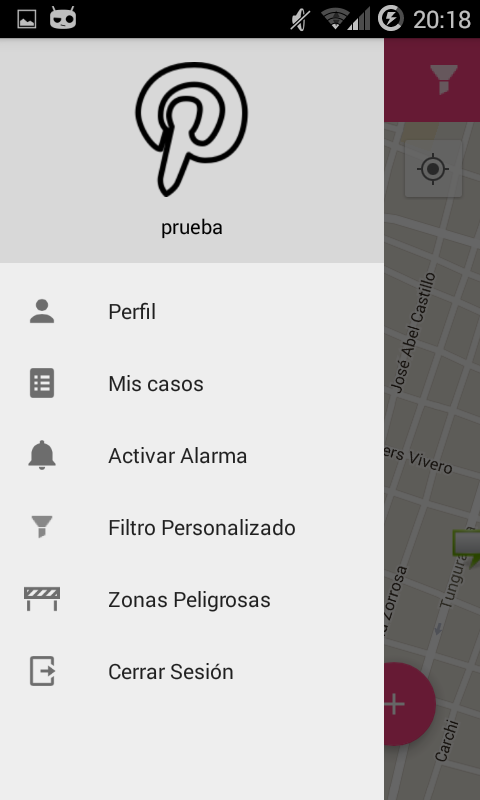 20:18
prueba
Perfil
Mis casos
Activar Alarma
Filtro Personalizado
Zonas Peligrosas
Cerrar Sesión
José Abel Castillo
ers Vivero
Zorrosa
Tungura
Carchi